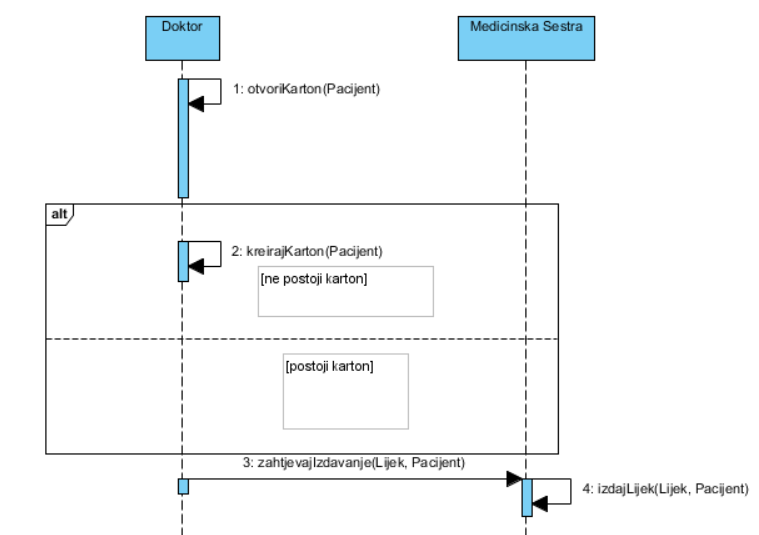 Doktor
Medicinska Sestra
1: otvoriKarton(Pacijent)
alt
2: kreirajKarton(Pacijent)
[ne postoji karton]
[postoji karton]
3: zahtjevajIzdavanje(Lijek, Pacijent)
4: izdajLijek(Lijek, Pacijent)